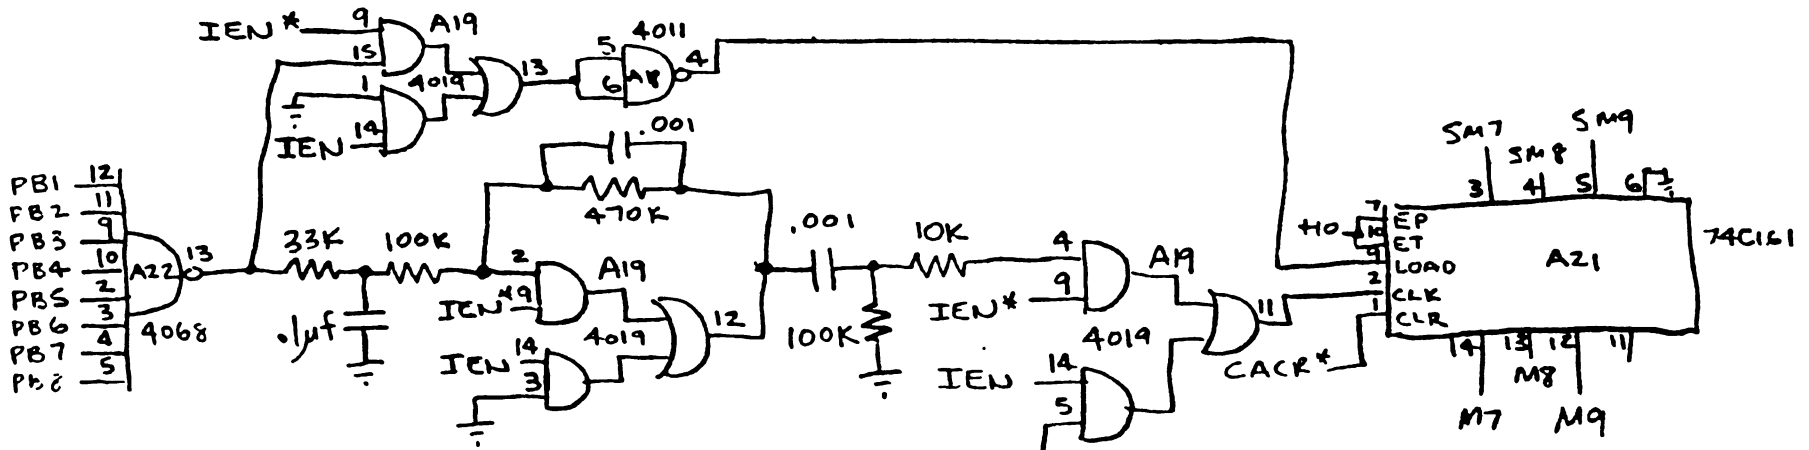 IEN* 9 A19 4011
15 5 4
1 4019 13 6 A18
IEN 14
.001
470K
PB1 12
PB2 11
PB3 9
PB4 10 A22 13
PB5 2
PB6 3 4068
PB7 4
PB8 5
33K 100K
.1µf
2 A19
IEN* 9
IEN 14 4019 12
3
.001 10K
100K
4 A19
IEN* 9
11
4019
IEN 14
5
CACR*
SM7 SM8 SM9
3 4 5 6
+10
7 EP
10 ET
9 LOAD
2 CLK
1 CLR
A21
74C161
14 13 12 11
M7 M8 M9